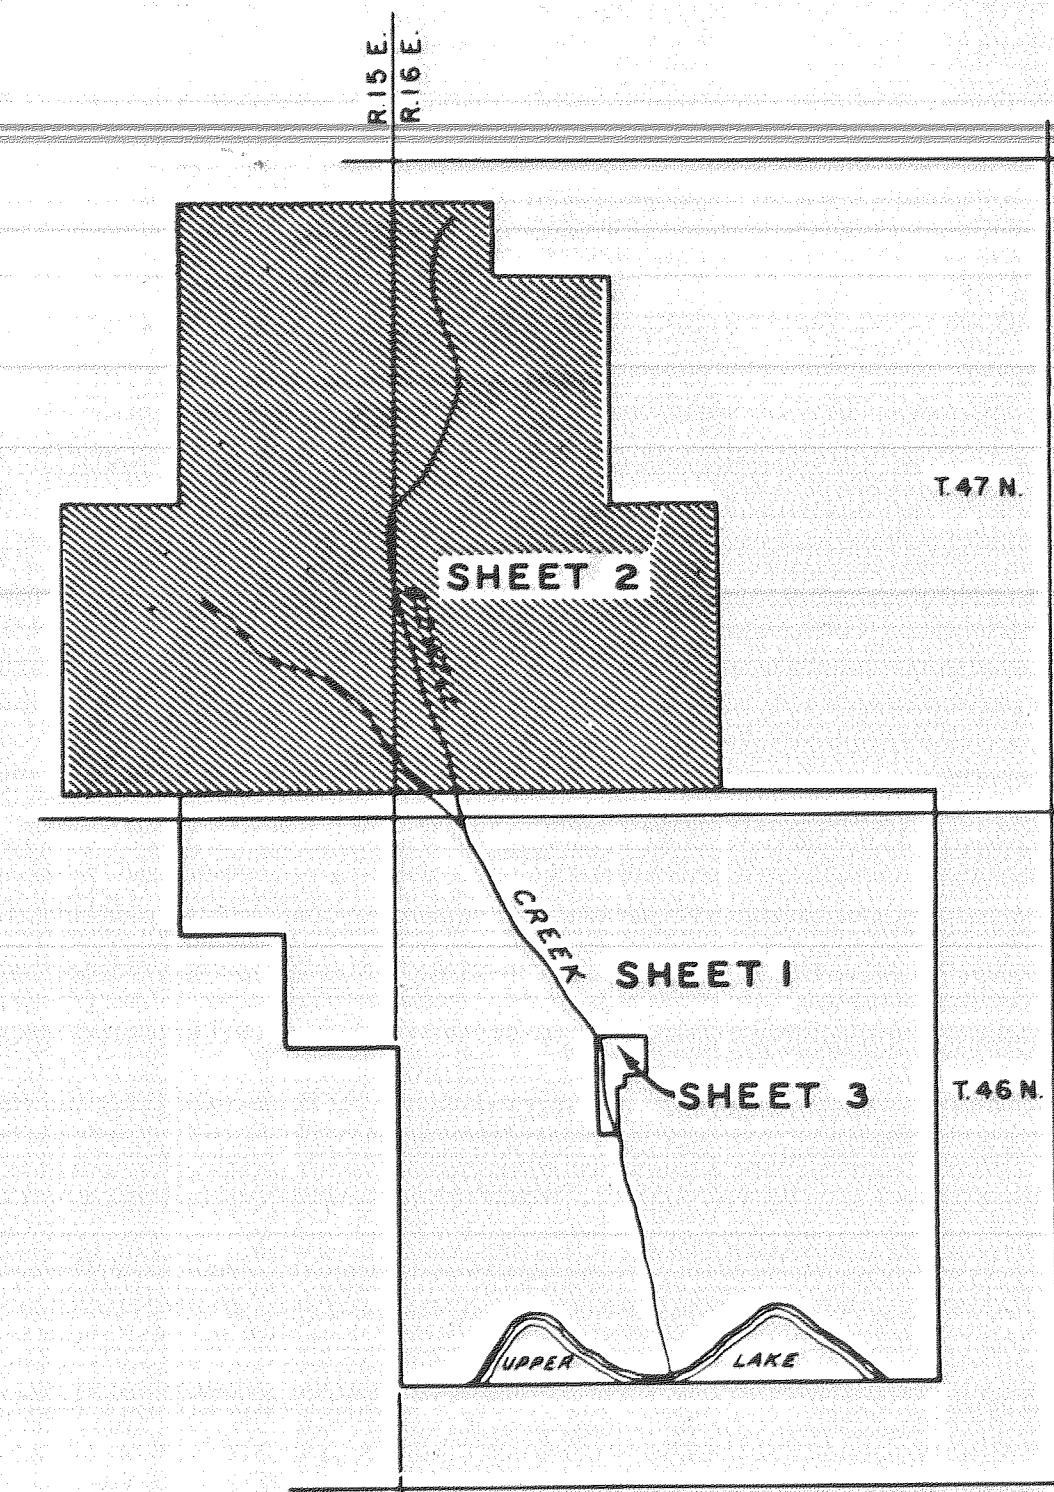 R. 15 E.
R. 16 E.
T. 47 N.
SHEET 2
CREEK
SHEET 1
SHEET 3
T. 46 N.
UPPER LAKE